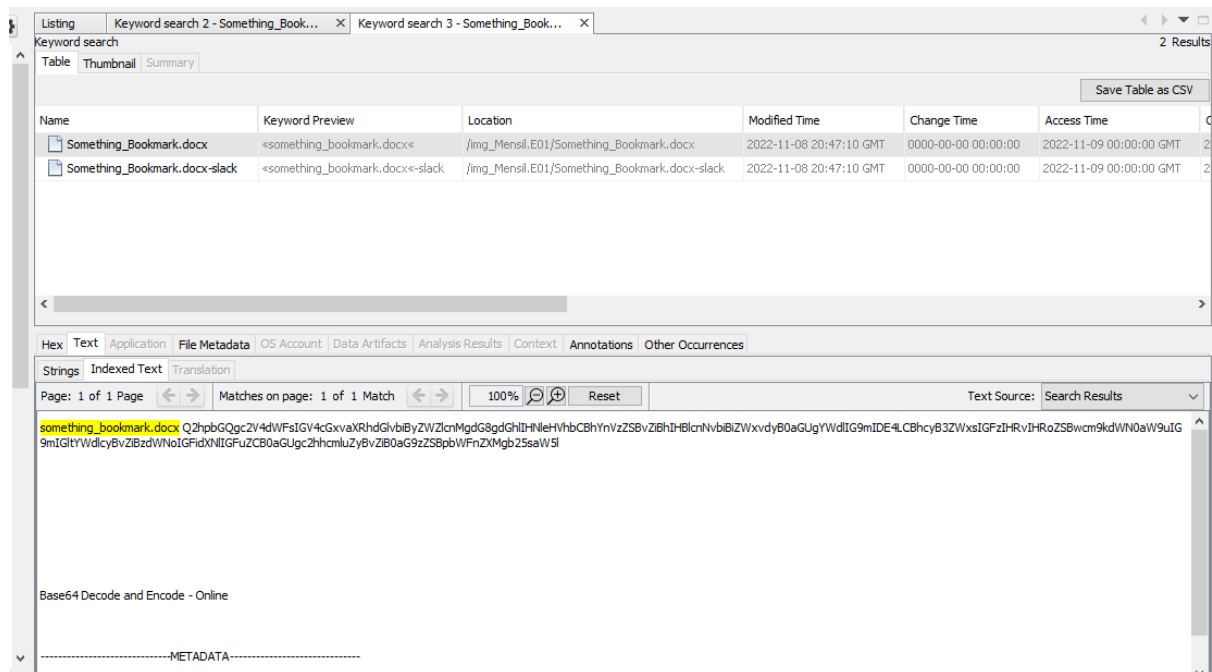 Listing Keyword search 2 - Something_Book... X Keyword search 3 - Something_Book... X
Keyword search 2 Results
Table Thumbnail Summary
Save Table as CSV
Name Keyword Preview Location Modified Time Change Time Access Time C
Something_Bookmark.docx «something_bookmark.docx« /img_Mensil.E01/Something_Bookmark.docx 2022-11-08 20:47:10 GMT 0000-00-00 00:00:00 2022-11-09 00:00:00 GMT 2
Something_Bookmark.docx-slack «something_bookmark.docx«-slack /img_Mensil.E01/Something_Bookmark.docx-slack 2022-11-08 20:47:10 GMT 0000-00-00 00:00:00 2022-11-09 00:00:00 GMT 2
Hex Text Application File Metadata OS Account Data Artifacts Analysis Results Context Annotations Other Occurrences
Strings Indexed Text Translation
Page: 1 of 1 Page Matches on page: 1 of 1 Match 100% Reset Text Source: Search Results
something_bookmark.docx Q2hpbGQgc2V4dWFsIGV4cGxvaXRhdGlvbiByZWZlcnMgdG8gdGhlIHNleHVhbCBhYnVzZSBvZiBhIHBlcnNvbiBiZWxvdyB0aGUgYWdlIG9mIDE4LCBhcyB3ZWxsIGFzIHRvIHRoZSBwcm9kdWN0aW9uIG
9mIGltYWdlcyBvZiBzdWNoIGFidXNlIGFuZCB0aGUgc2hhcmluZyBvZiB0aG9zZSBpbWFnZXMgb25saW5l
Base64 Decode and Encode - Online
------------------------------METADATA------------------------------